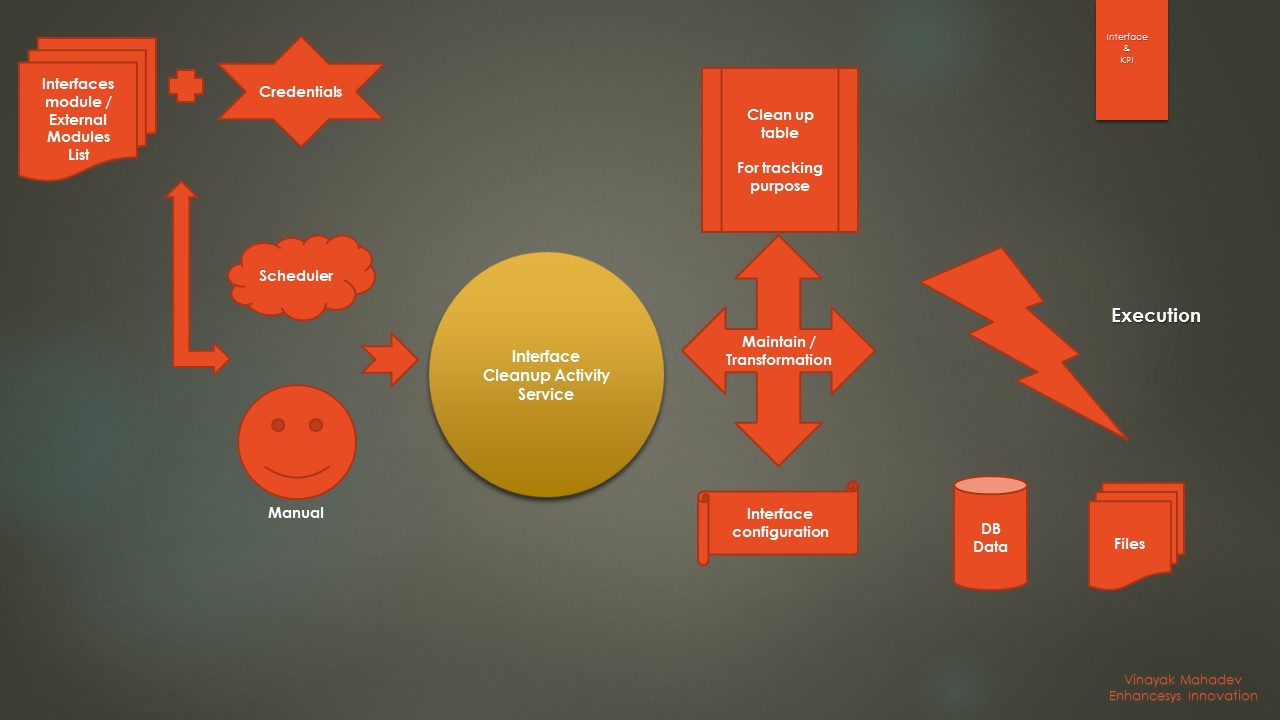 Interface
&
KPI
Interfaces
module /
External
Modules
List
Credentials
Clean up
table
For tracking
purpose
Scheduler
Execution
Interface
Cleanup Activity
Service
Maintain /
Transformation
Manual
Interface
configuration
DB
Data
Files
Vinayak Mahadev
Enhancesys Innovation